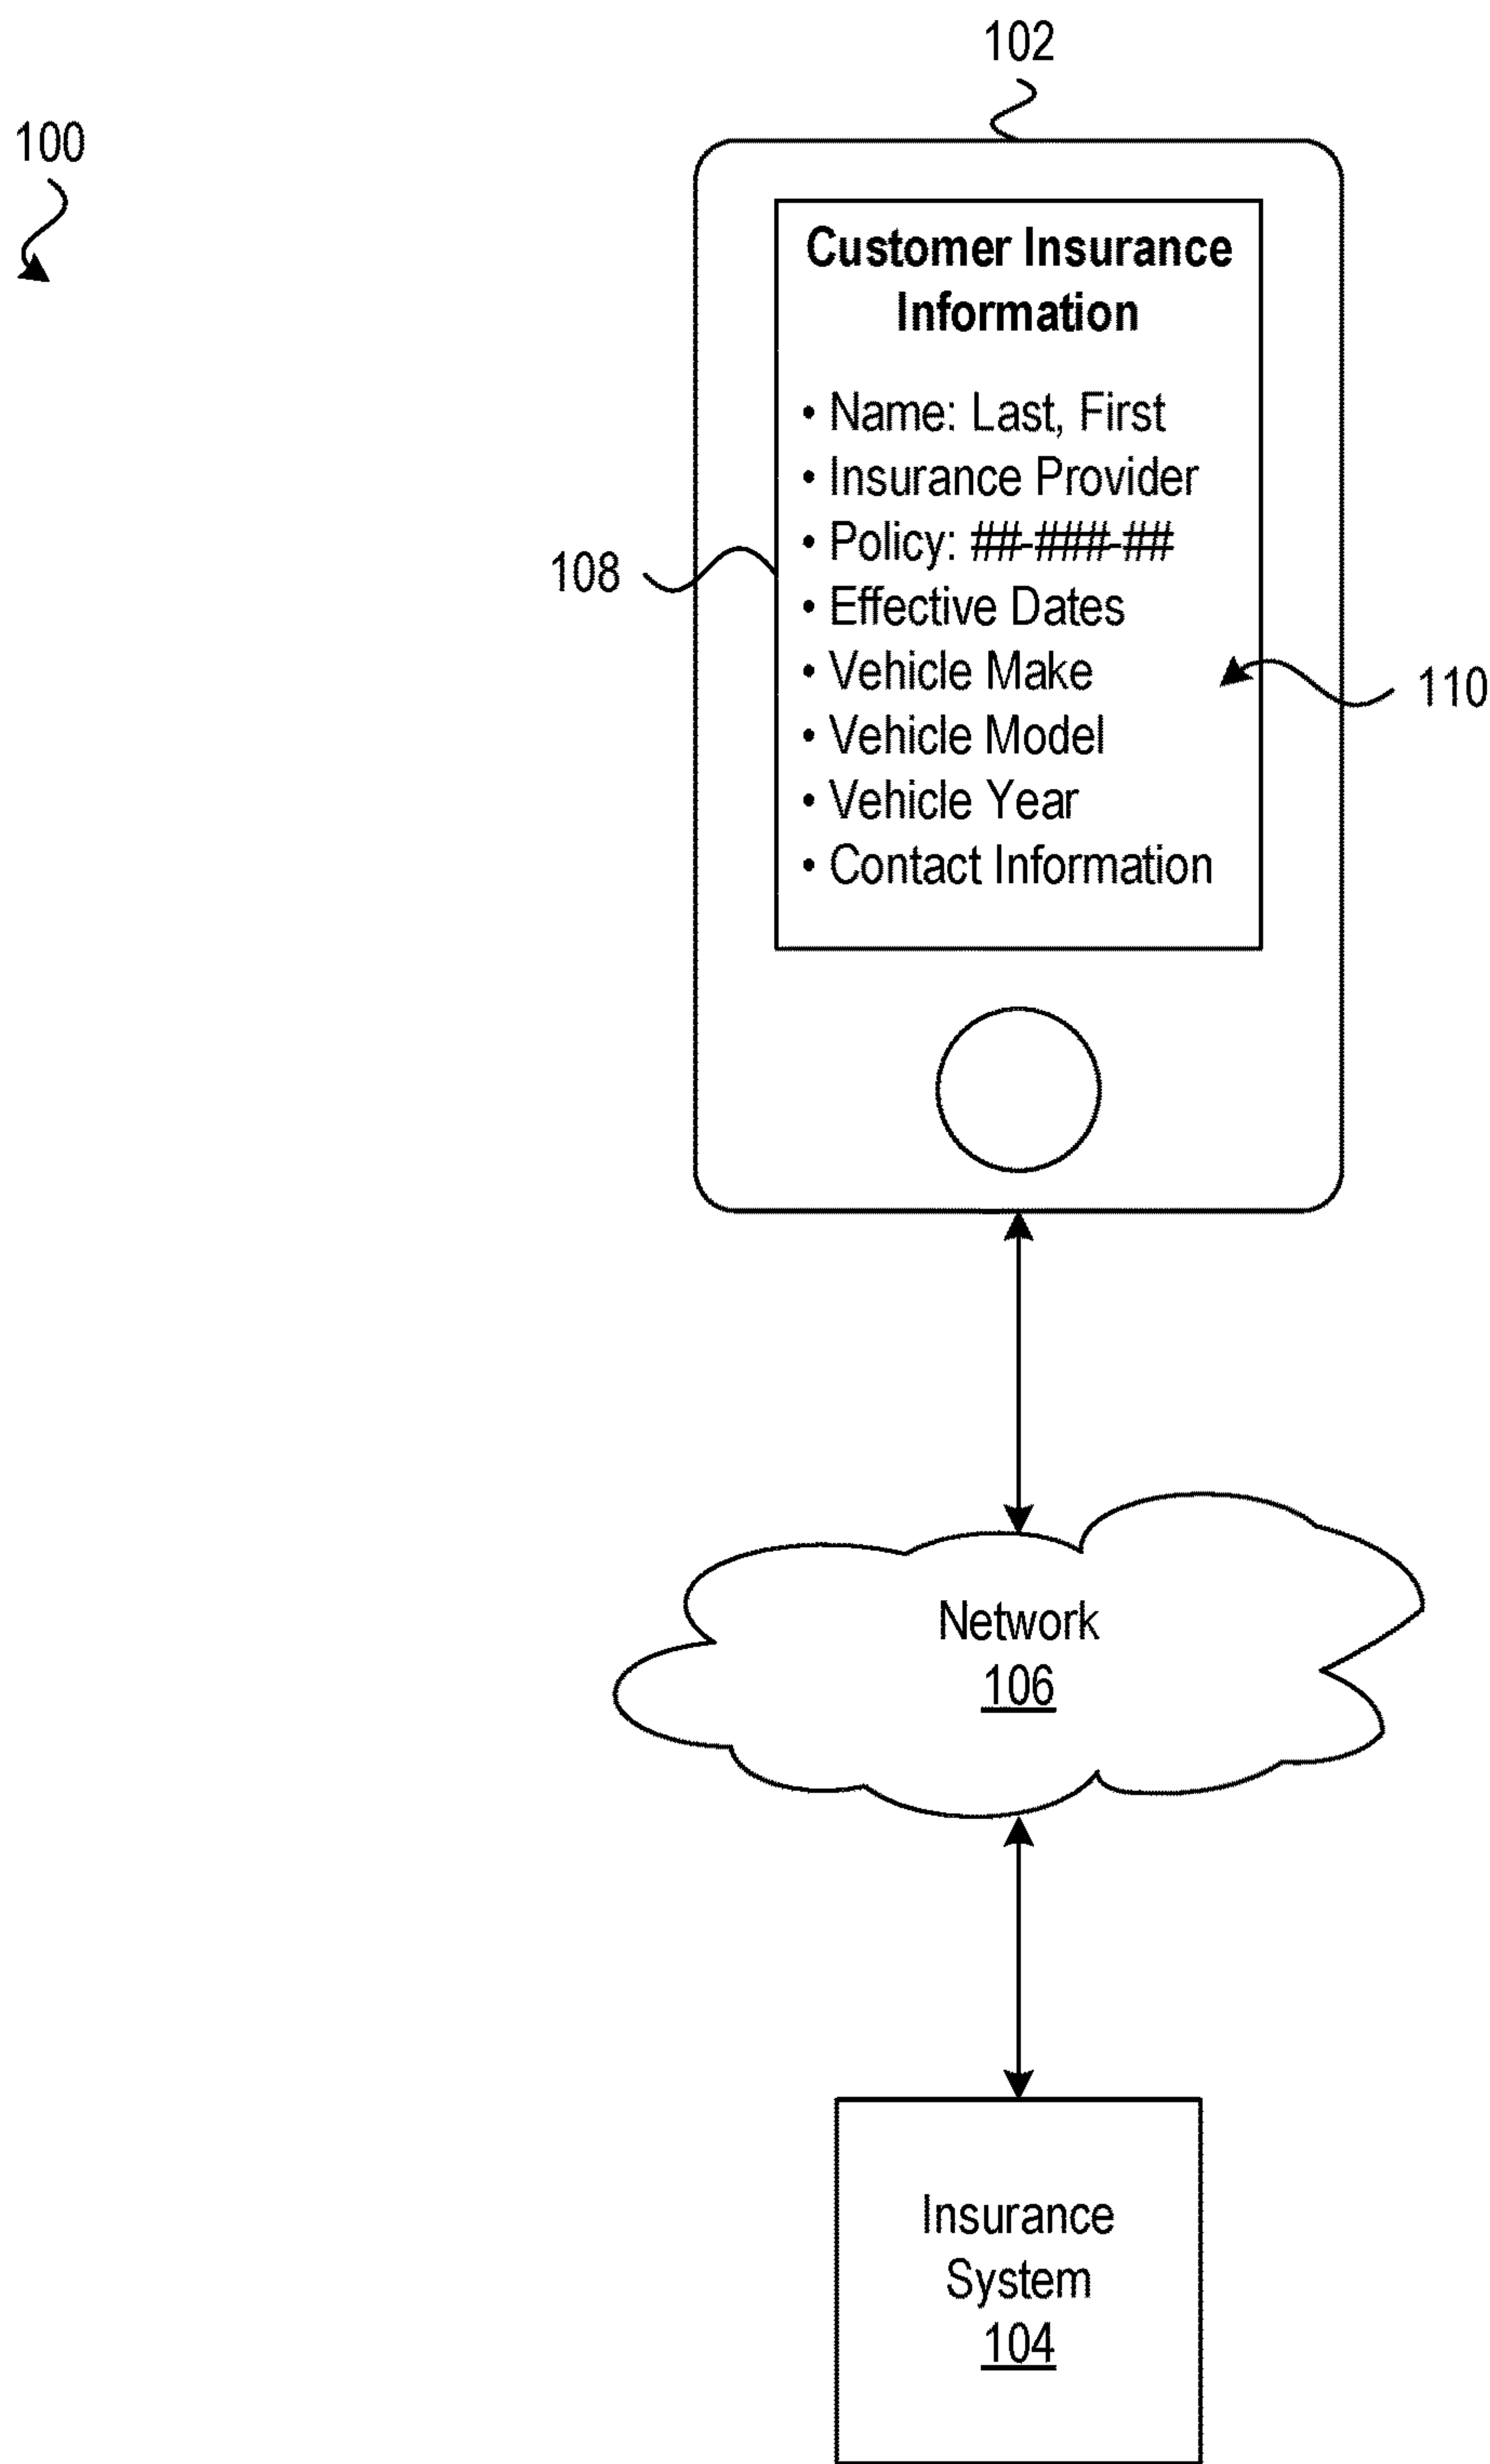 102
100
Customer Insurance
Information
• Name: Last, First
• Insurance Provider
• Policy: ##-###-##
• Effective Dates
• Vehicle Make
• Vehicle Model
• Vehicle Year
• Contact Information
108
110
Network
106
Insurance
System
104